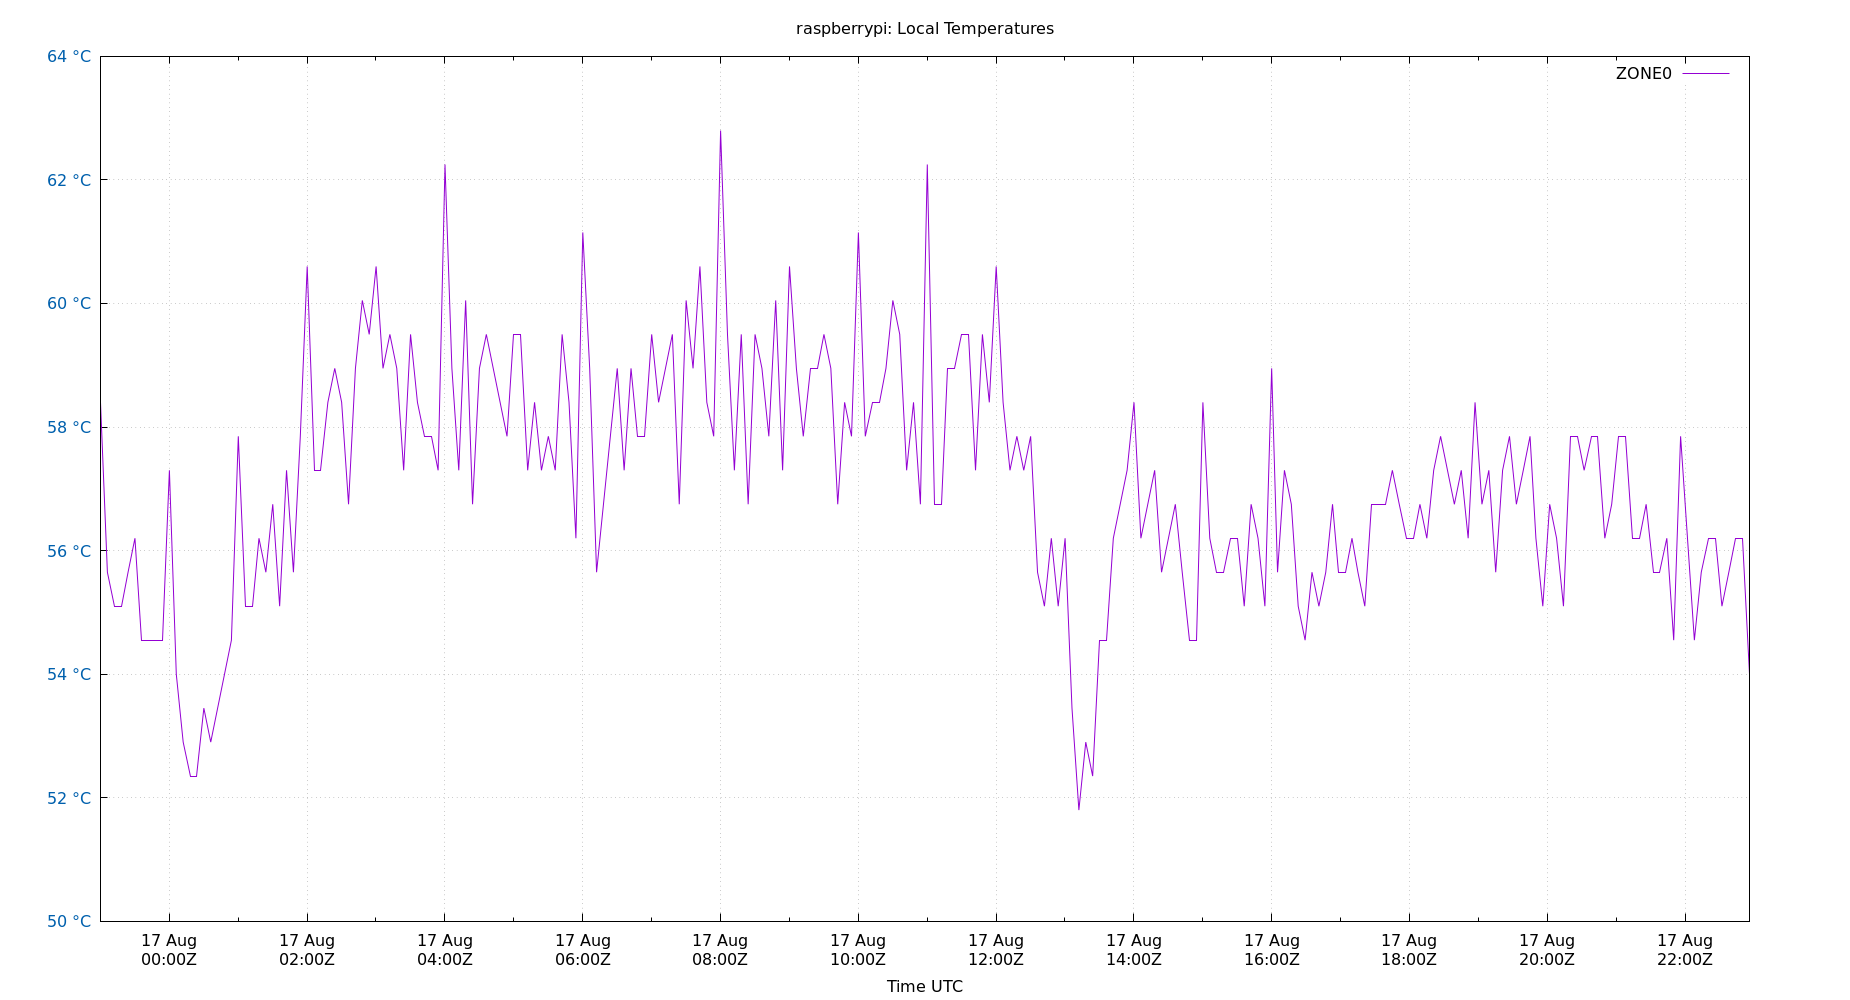 raspberrypi: Local Temperatures
64 °C
ZONE0
62 °C
60 °C
58 °C
56 °C
54 °C
52 °C
50 °C
17 Aug 17 Aug 17 Aug 17 Aug 17 Aug 17 Aug 17 Aug 17 Aug 17 Aug 17 Aug 17 Aug 17 Aug
00:00Z 02:00Z 04:00Z 06:00Z 08:00Z 10:00Z 12:00Z 14:00Z 16:00Z 18:00Z 20:00Z 22:00Z
Time UTC